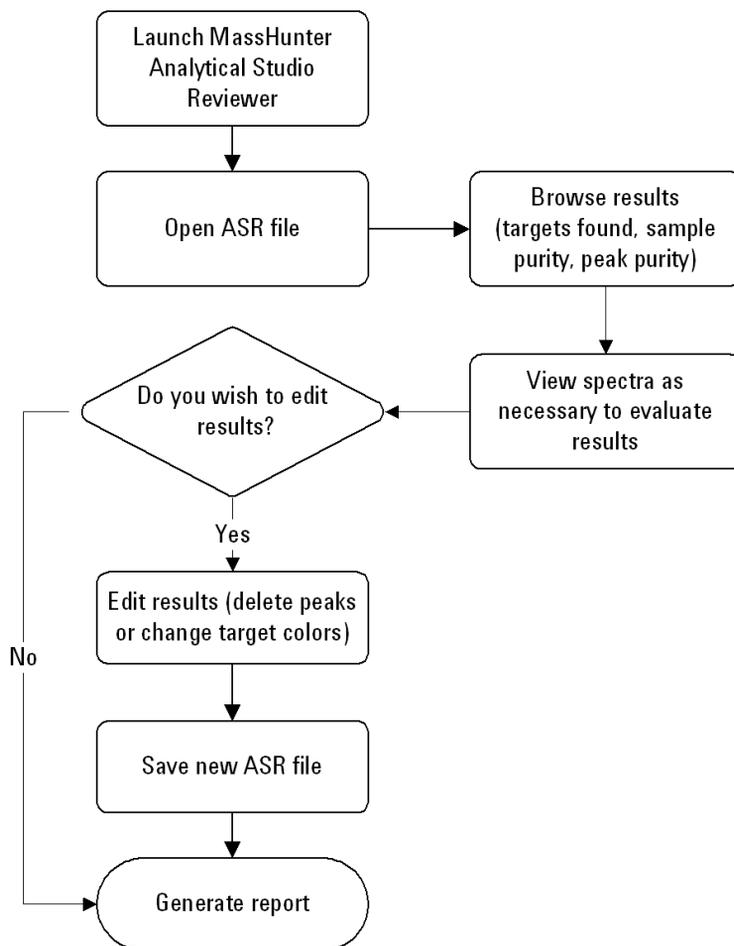 Launch MassHunter
Analytical Studio
Reviewer
Open ASR file
Browse results
(targets found, sample
purity, peak purity)
View spectra as
necessary to evaluate
results
Do you wish to edit
results?
Yes
Edit results (delete peaks
or change target colors)
No
Save new ASR file
Generate report